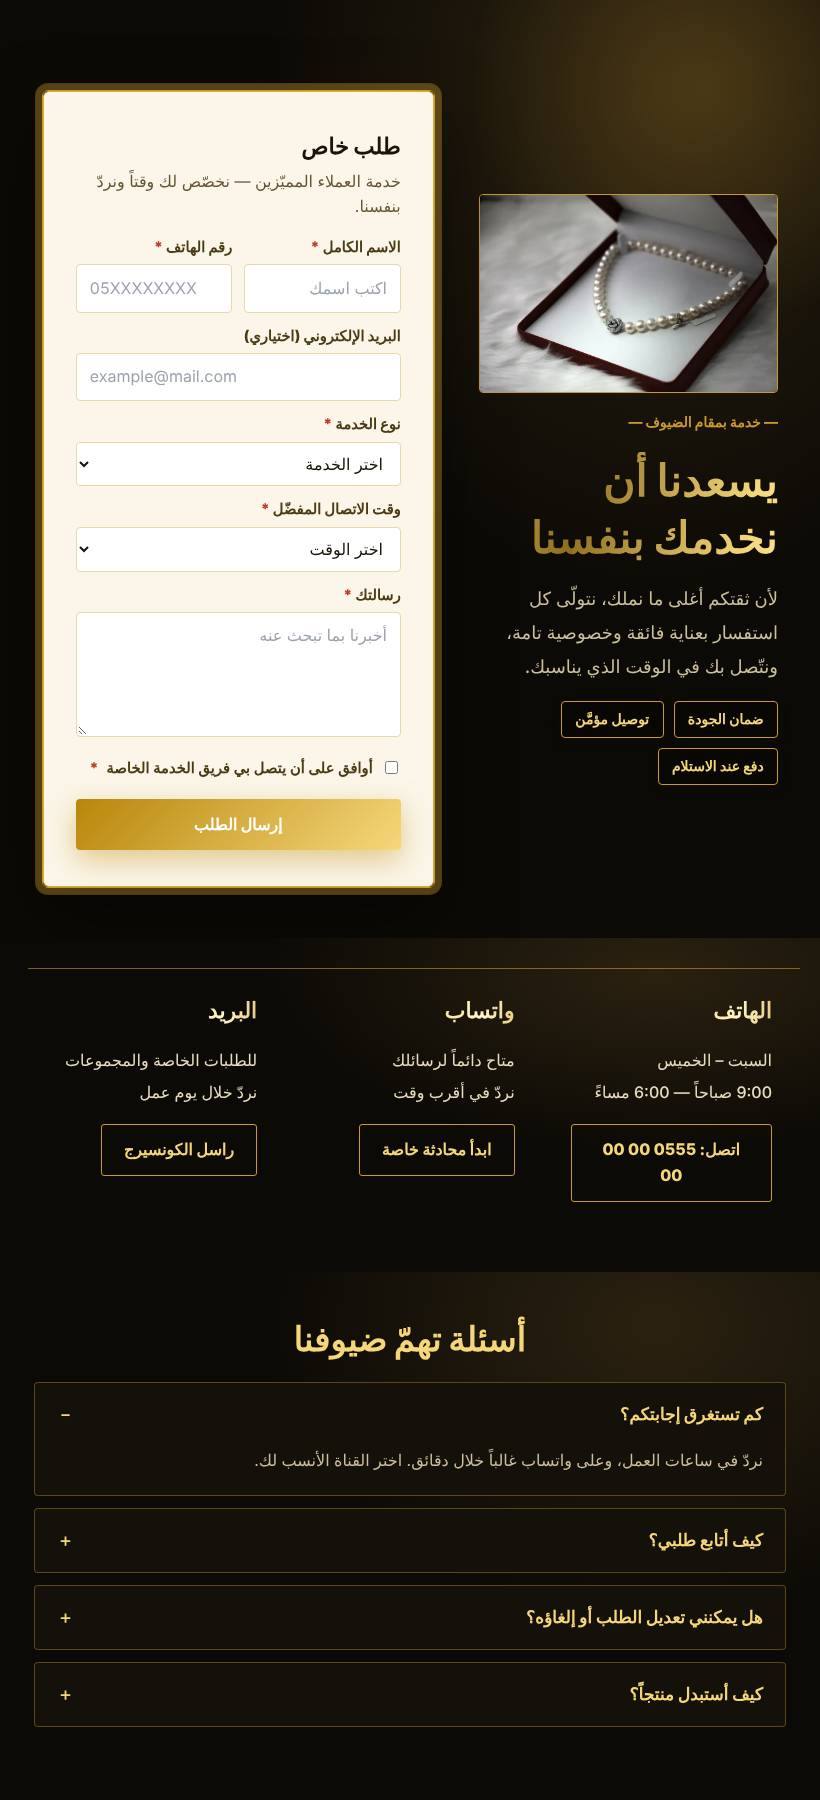 — خدمة بمقام الضيوف —
يسعدنا أن
نخدمك بنفسنا
لأن ثقتكم أغلى ما نملك، نتولّى كل
استفسار بعناية فائقة وخصوصية تامة،
ونتّصل بك في الوقت الذي يناسبك.
ضمان الجودة
توصيل مؤمَّن
دفع عند الاستلام
طلب خاص
خدمة العملاء المميّزين — نخصّص لك وقتاً ونردّ
بنفسنا.
الاسم الكامل *
رقم الهاتف *
اكتب اسمك
05XXXXXXXX
البريد الإلكتروني (اختياري)
example@mail.com
نوع الخدمة *
اختر الخدمة
وقت الاتصال المفضّل *
اختر الوقت
رسالتك *
أخبرنا بما تبحث عنه
أوافق على أن يتصل بي فريق الخدمة الخاصة *
إرسال الطلب
الهاتف
السبت – الخميس
9:00 صباحاً — 6:00 مساءً
اتصل: 0555 00 00
00
واتساب
متاح دائماً لرسائلك
نردّ في أقرب وقت
ابدأ محادثة خاصة
البريد
للطلبات الخاصة والمجموعات
نردّ خلال يوم عمل
راسل الكونسيرج
أسئلة تهمّ ضيوفنا
كم تستغرق إجابتكم؟ −
نردّ في ساعات العمل، وعلى واتساب غالباً خلال دقائق. اختر القناة الأنسب لك.
كيف أتابع طلبي؟ +
هل يمكنني تعديل الطلب أو إلغاؤه؟ +
كيف أستبدل منتجاً؟ +